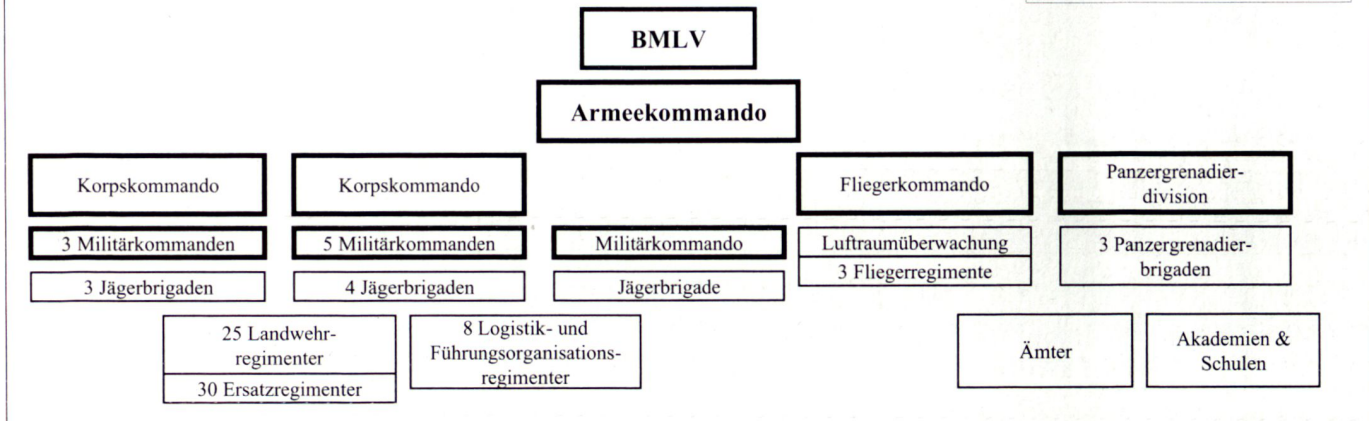 BMLV
Armeekommando
Korpskommando
Korpskommando
Fliegerkommando
Panzergrenadier-
division
3 Militärkommanden
5 Militärkommanden
Militärkommando
Luftraumüberwachung
3 Fliegerregimente
3 Panzergrenadier-
brigaden
3 Jägerbrigaden
4 Jägerbrigaden
Jägerbrigade
25 Landwehr-
regimenter
30 Ersatzregimenter
8 Logistik- und
Führungsorganisations-
regimenter
Ämter
Akademien &
Schulen